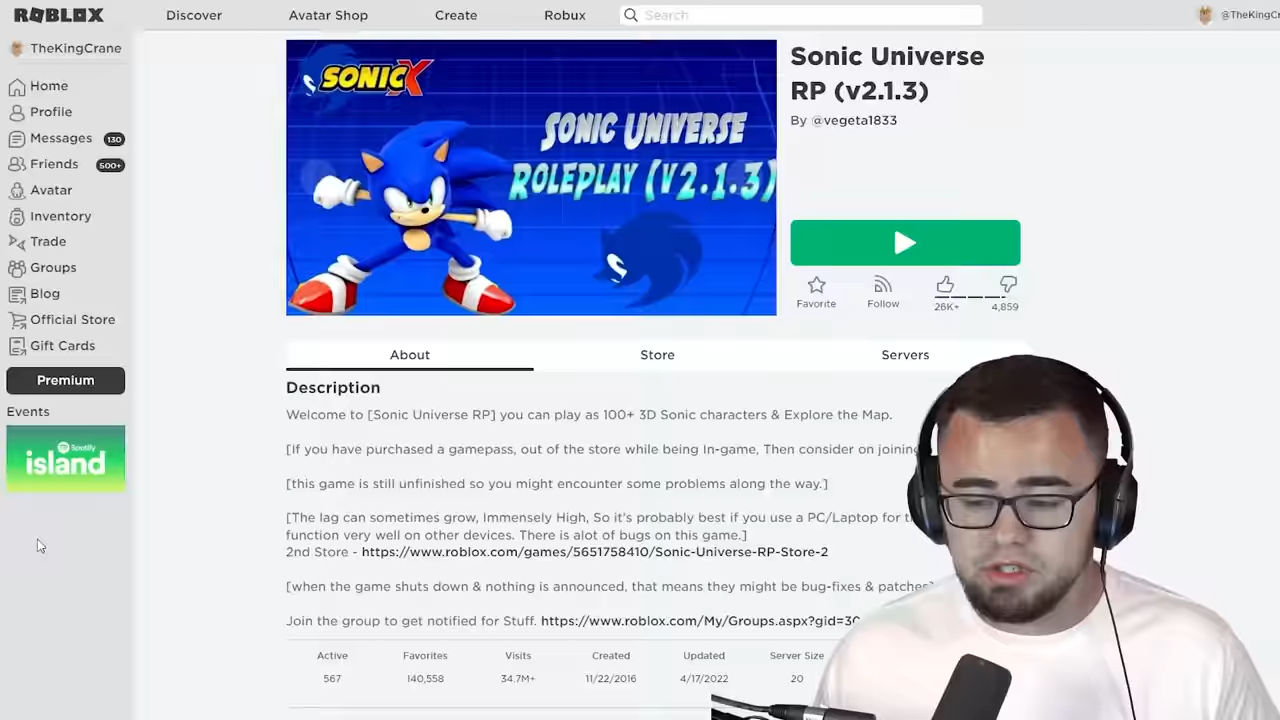 ROBLOX Discover Avatar Shop Create Robux Search
TheKingCrane
Home
Profile
Messages 130
Friends 500+
Avatar
Inventory
Trade
Groups
Blog
Official Store
Gift Cards
Premium
Events
Spotify
island
SONIC X
SONIC UNIVERSE
ROLEPLAY (V2.1.3)
Sonic Universe
RP (v2.1.3)
By @vegeta1833
Favorite Follow 26K+ 4,859
About Store Servers
Description
Welcome to [Sonic Universe RP] you can play as 100+ 3D Sonic characters & Explore the Map.
[If you have purchased a gamepass, out of the store while being In-game, Then consider on joining
[this game is still unfinished so you might encounter some problems along the way.]
[The lag can sometimes grow, Immensely High, So it's probably best if you use a PC/Laptop for
function very well on other devices. There is alot of bugs on this game.]
2nd Store - https://www.roblox.com/games/5651758410/Sonic-Universe-RP-Store-2
[when the game shuts down & nothing is announced, that means they might be bug-fixes & patches]
Join the group to get notified for Stuff. https://www.roblox.com/My/Groups.aspx?gid=30
Active Favorites Visits Created Updated Server Size
567 140,558 34.7M+ 11/22/2016 4/17/2022 20